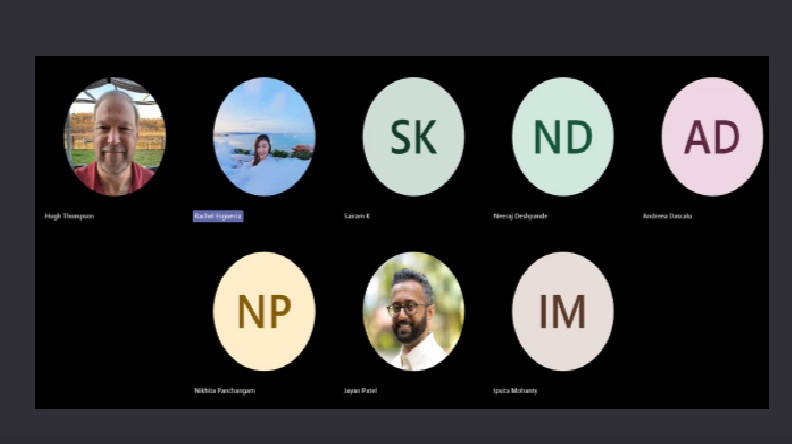 SK
ND
AD
Hugh Thompson
Rachel Figueroa
Sairam K
Neeraj Deshpande
Andreea Dascalu
NP
IM
Nikhita Panchangam
Jayan Patel
Ipsita Mohanty